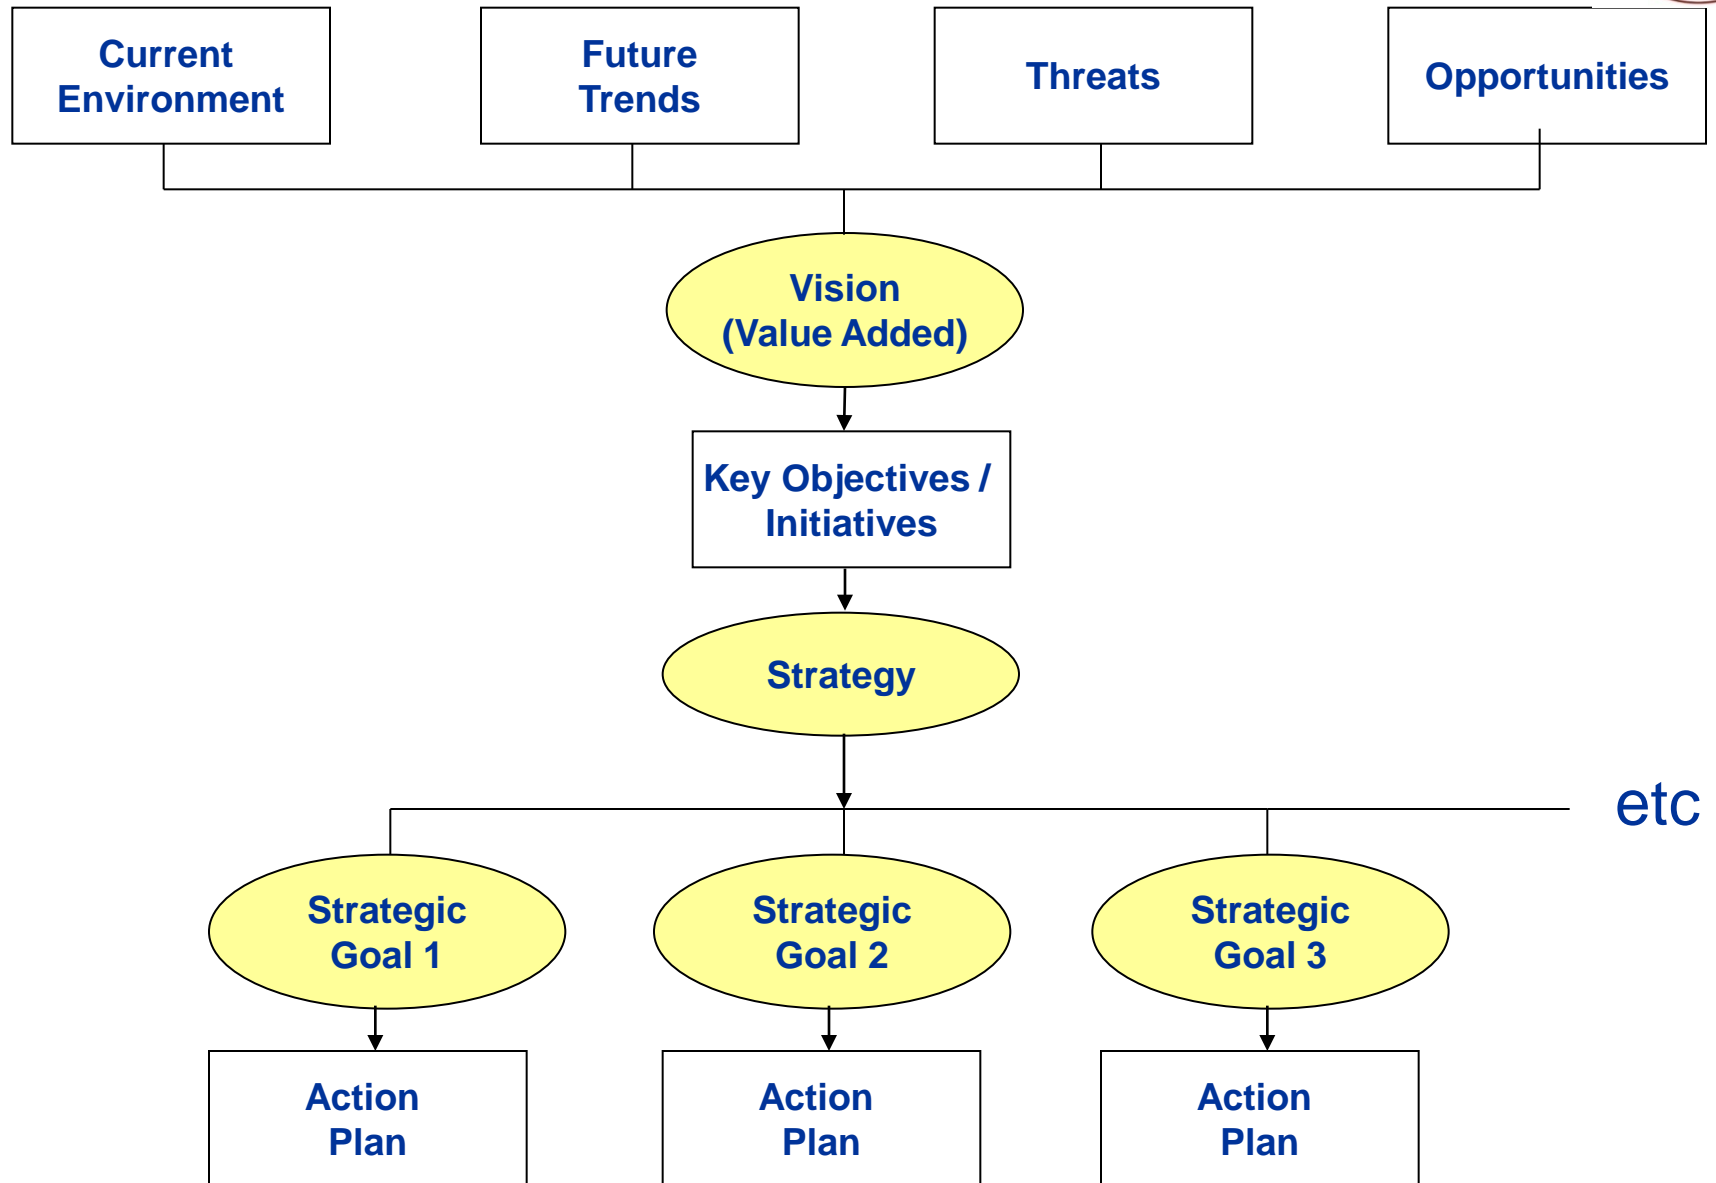 Current
Environment
Future
Trends
Threats
Opportunities
Vision
(Value Added)
Key Objectives /
Initiatives
Strategy
etc
Strategic
Goal 1
Strategic
Goal 2
Strategic
Goal 3
Action
Plan
Action
Plan
Action
Plan